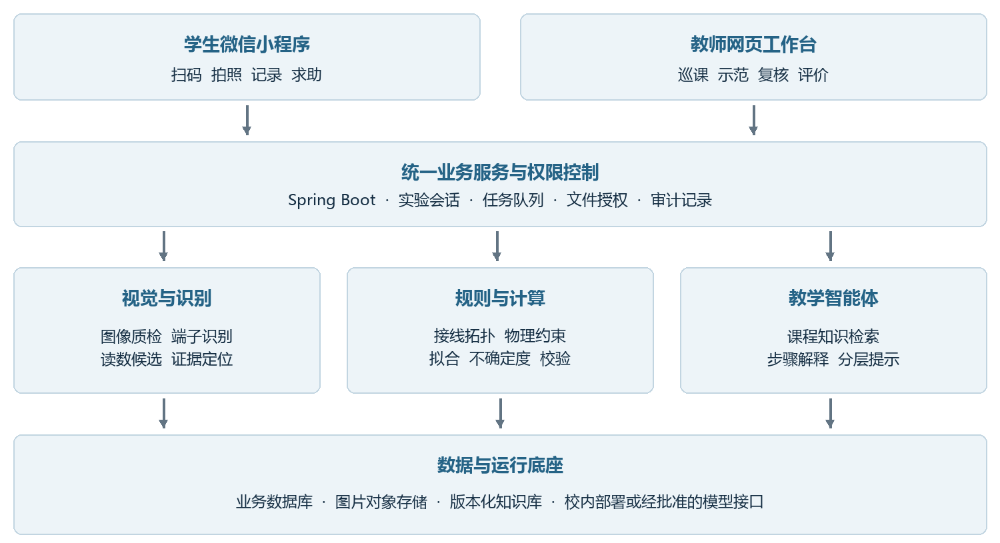 学生微信小程序
扫码 拍照 记录 求助
教师网页工作台
巡课 示范 复核 评价
统一业务服务与权限控制
Spring Boot · 实验会话 · 任务队列 · 文件授权 · 审计记录
视觉与识别
图像质检 端子识别
读数候选 证据定位
规则与计算
接线拓扑 物理约束
拟合 不确定度 校验
教学智能体
课程知识检索
步骤解释 分层提示
数据与运行底座
业务数据库 · 图片对象存储 · 版本化知识库 · 校内部署或经批准的模型接口